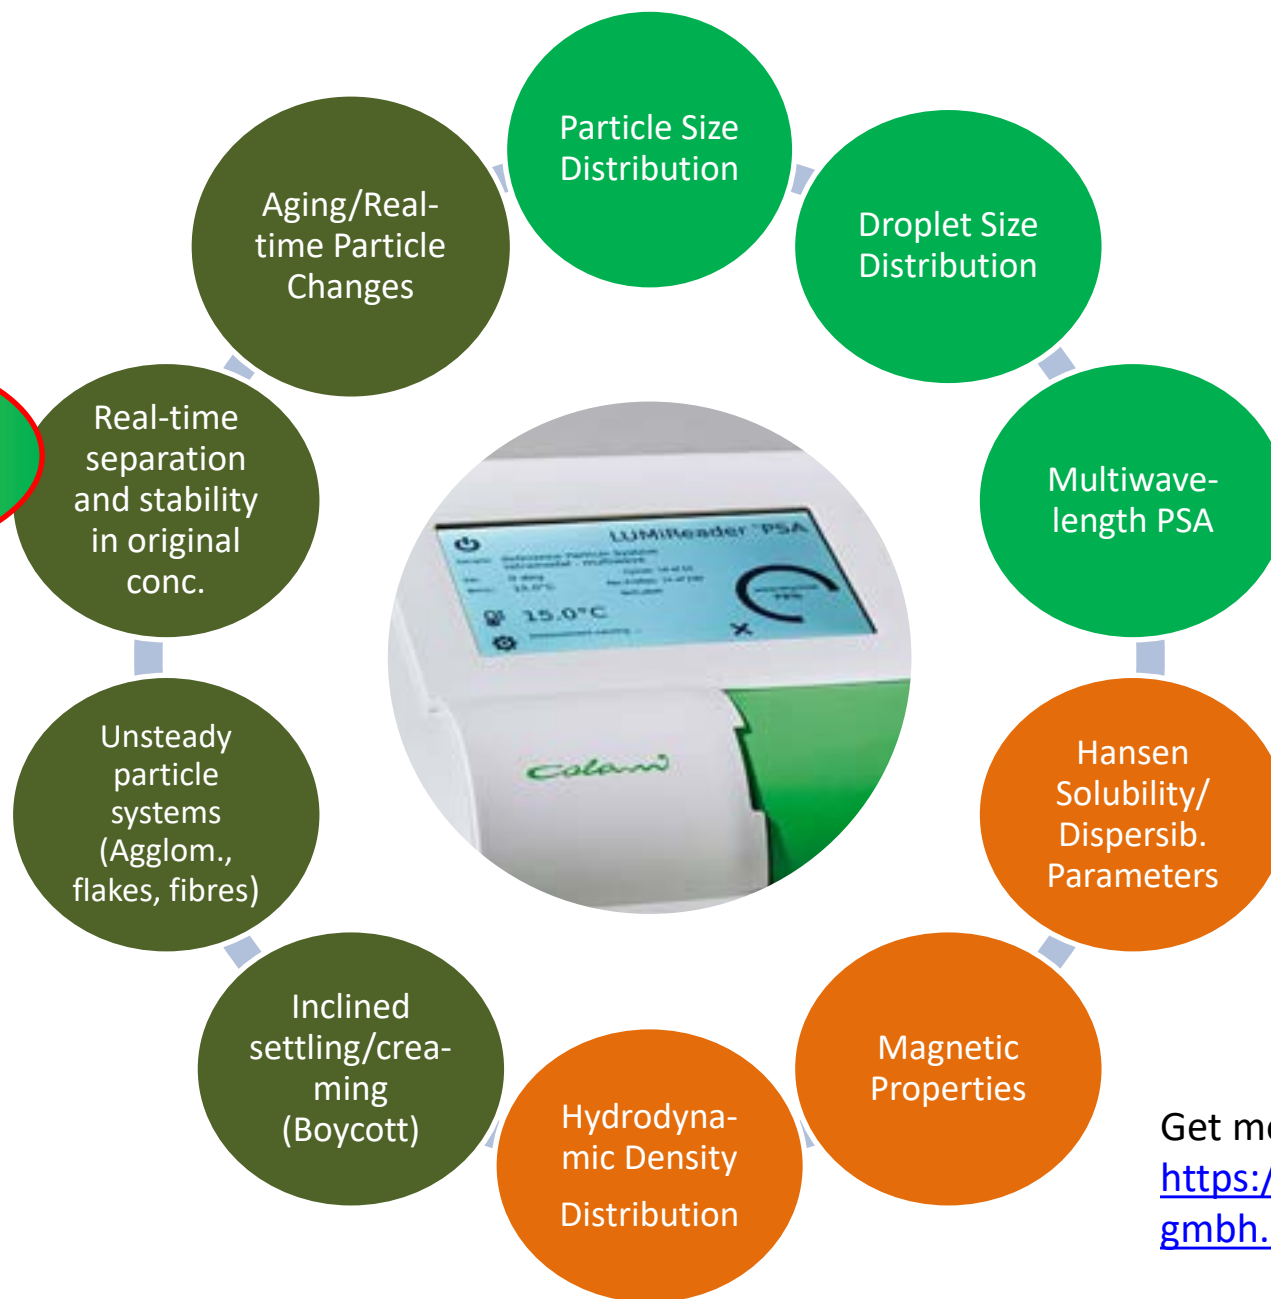 Particle Size
Distribution
Droplet Size
Distribution
Multiwave-
length PSA
Hansen
Solubility/
Dispersib.
Parameters
Magnetic
Properties
Hydrodyna-
mic Density
Distribution
Inclined
settling/crea-
ming
(Boycott)
Unsteady
particle
systems
(Agglom.,
flakes, fibres)
Real-time
separation
and stability
in original
conc.
Aging/Real-
time Particle
Changes
LUMiReader PSA
15.0°C
Colani
Get
https:/
gmbh.